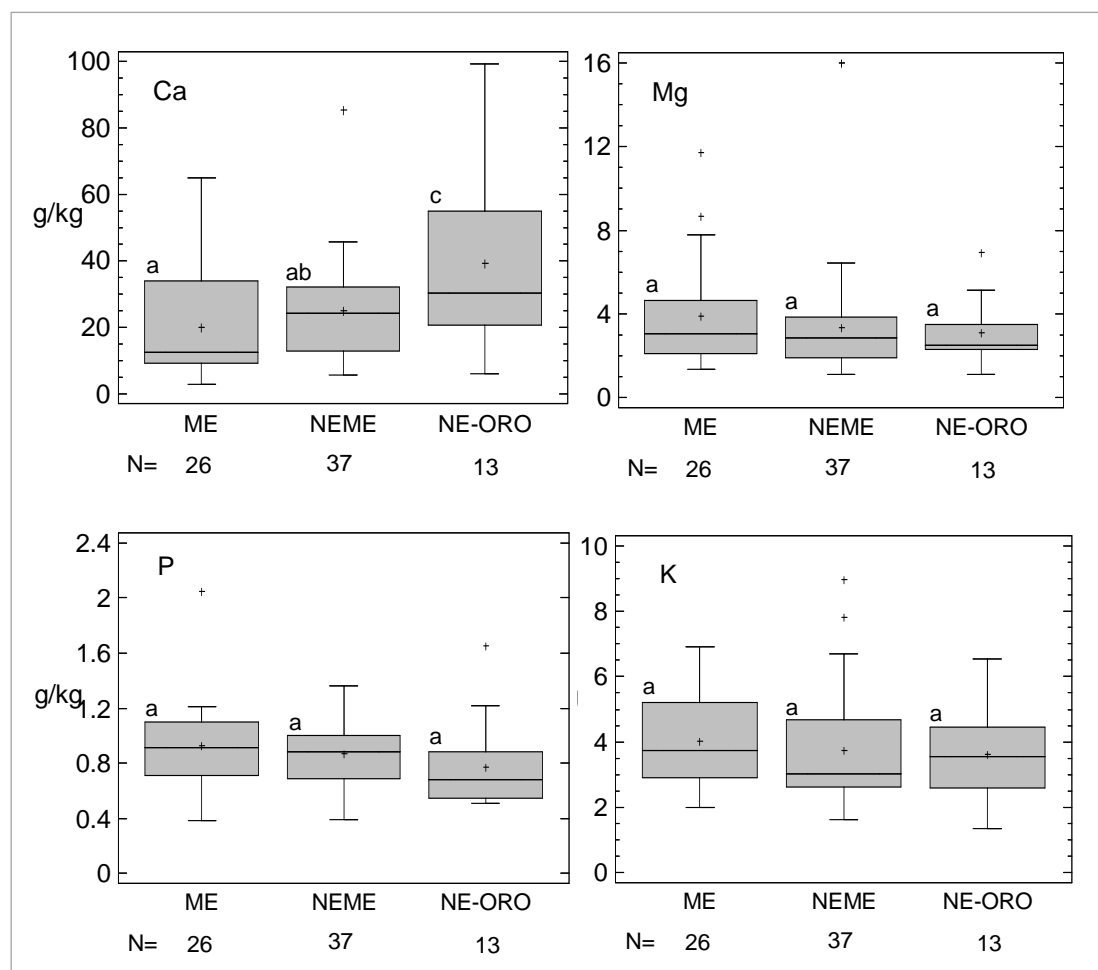 Ca
g/kg
100
80
60
40
20
0
a
ab
c
ME NEME NE-ORO
N= 26 37 13
Mg
16
12
8
4
0
a
a
a
ME NEME NE-ORO
N= 26 37 13
P
g/kg
2.4
2
1.6
1.2
0.8
0.4
0
a
a
a
ME NEME NE-ORO
N= 26 37 13
K
10
8
6
4
2
0
a
a
a
ME NEME NE-ORO
N= 26 37 13